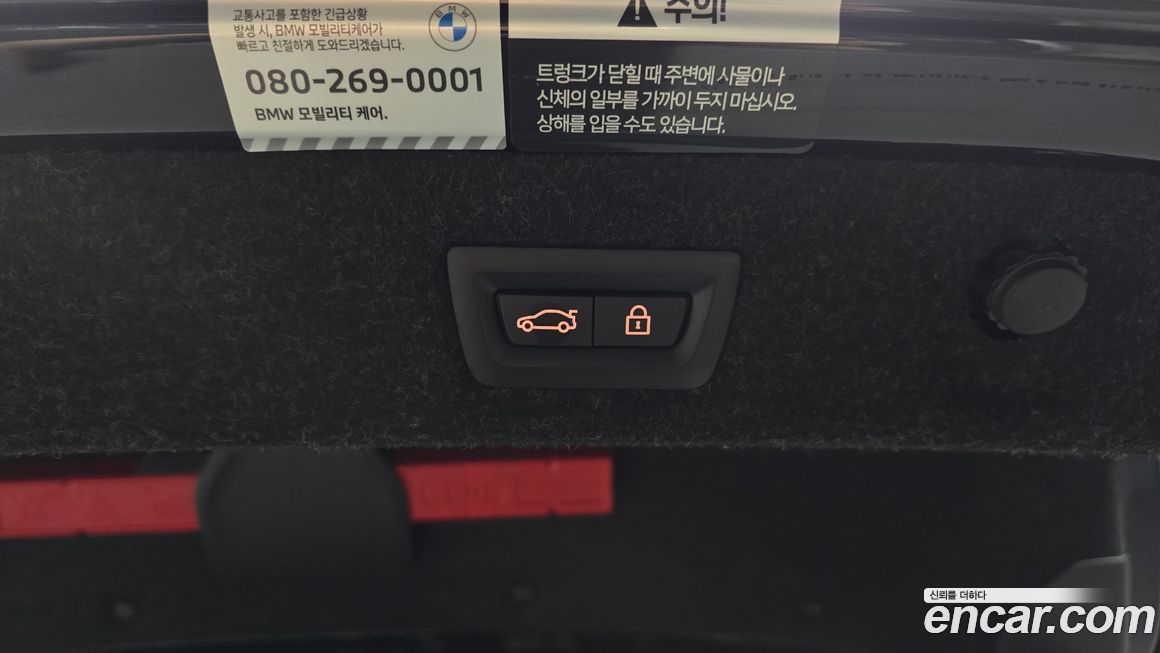 교통사고를 포함한 긴급상황
발생 시, BMW 모빌리티케어가
빠르고 친절하게 도와드리겠습니다.
080-269-0001
BMW 모빌리티 케어.
BMW
주의!
트렁크가 닫힐 때 주변에 사물이나
신체의 일부를 가까이 두지 마십시오.
상해를 입을 수도 있습니다.
신뢰를 더하다
encar.com